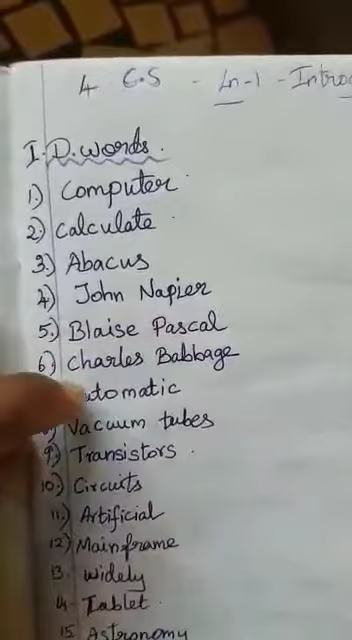 4 C.S - Ln-1 - Intro
I. D. words.
1) Computer
2) Calculate
3) Abacus
4) John Napier
5) Blaise Pascal
6) Charles Babbage
utomatic
Vacuum tubes
9) Transistors
10) Circuits
11) Artificial
12) Mainframe
13. Widely
14. Tablet
15 Astronomy